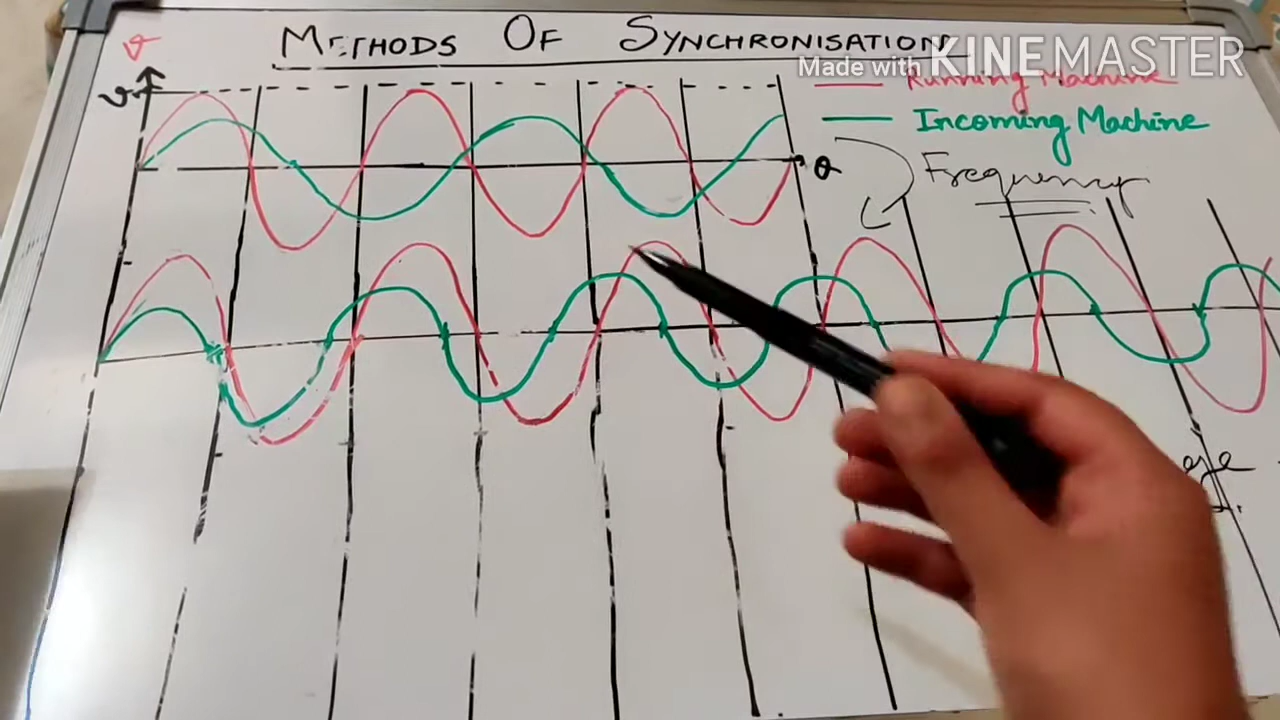 METHODS OF SYNCHRONISATION
Made with KINEMASTER
Running Machine
Incoming Machine
Frequency
v
v
θ